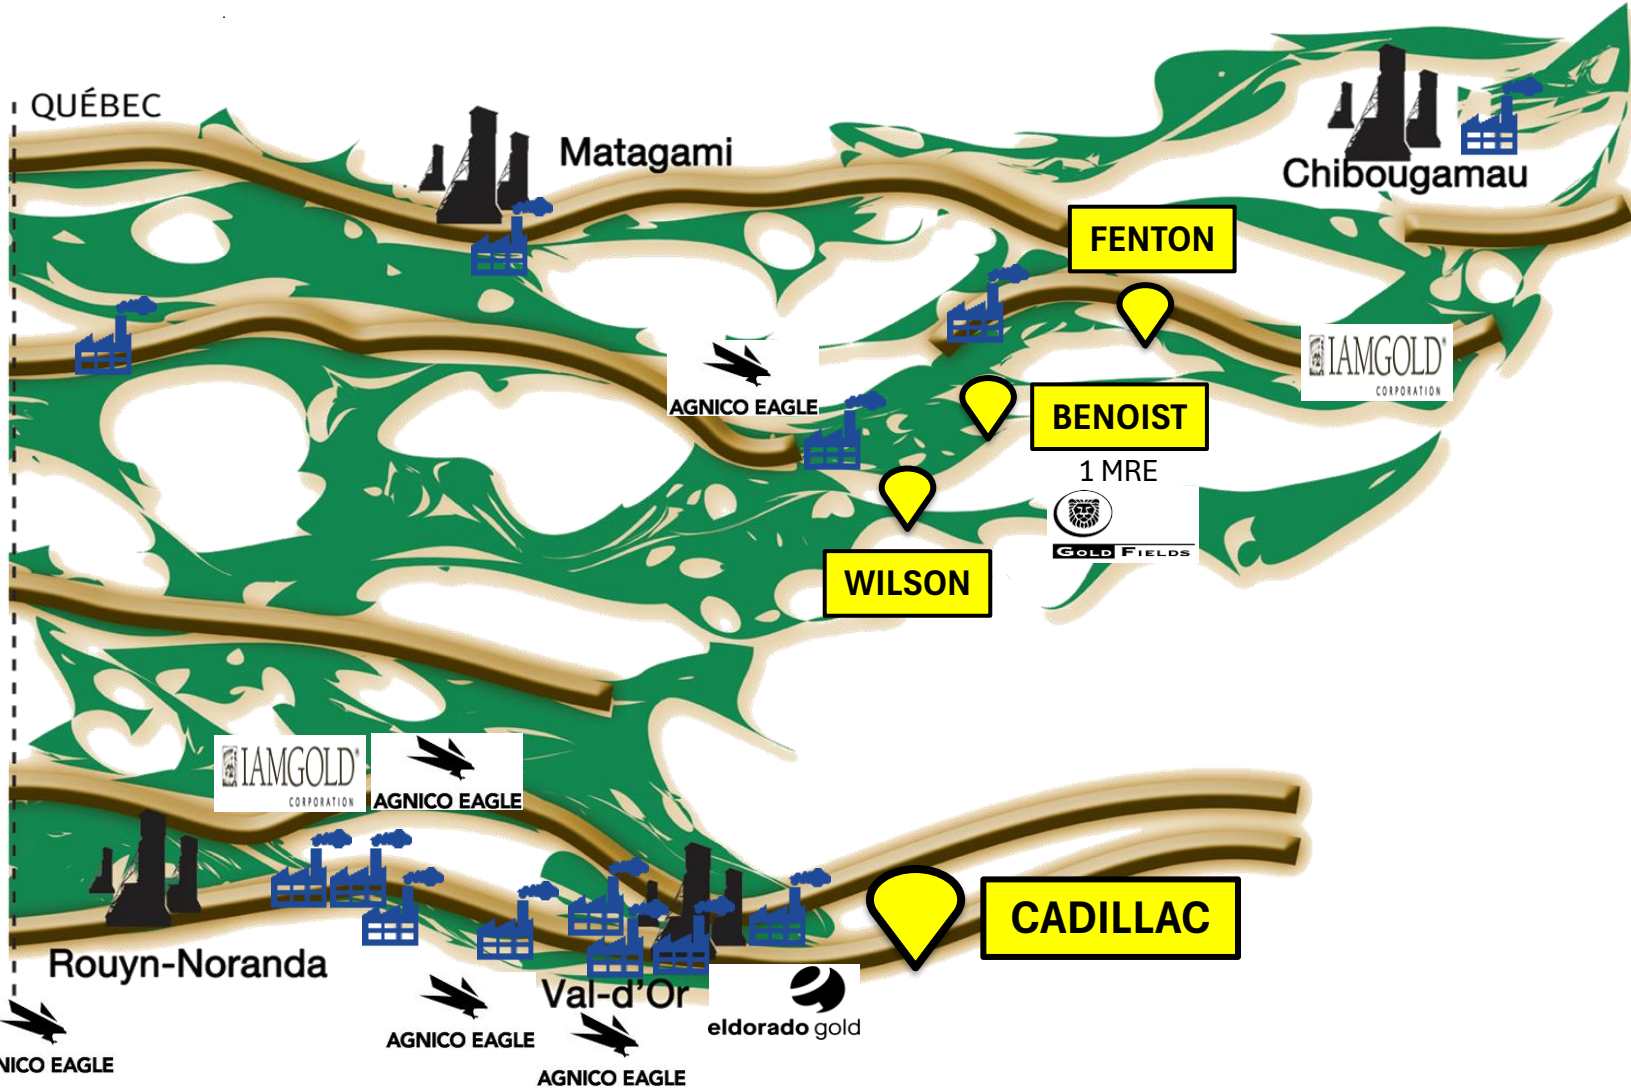 QUÉBEC
Matagami
Chibougamau
FENTON
IAMGOLD®
CORPORATION
AGNICO EAGLE
BENOIST
1 MRE
GOLD FIELDS
WILSON
IAMGOLD®
CORPORATION
AGNICO EAGLE
CADILLAC
Rouyn-Noranda
Val-d'Or
eldorado gold
AGNICO EAGLE
NICO EAGLE
AGNICO EAGLE